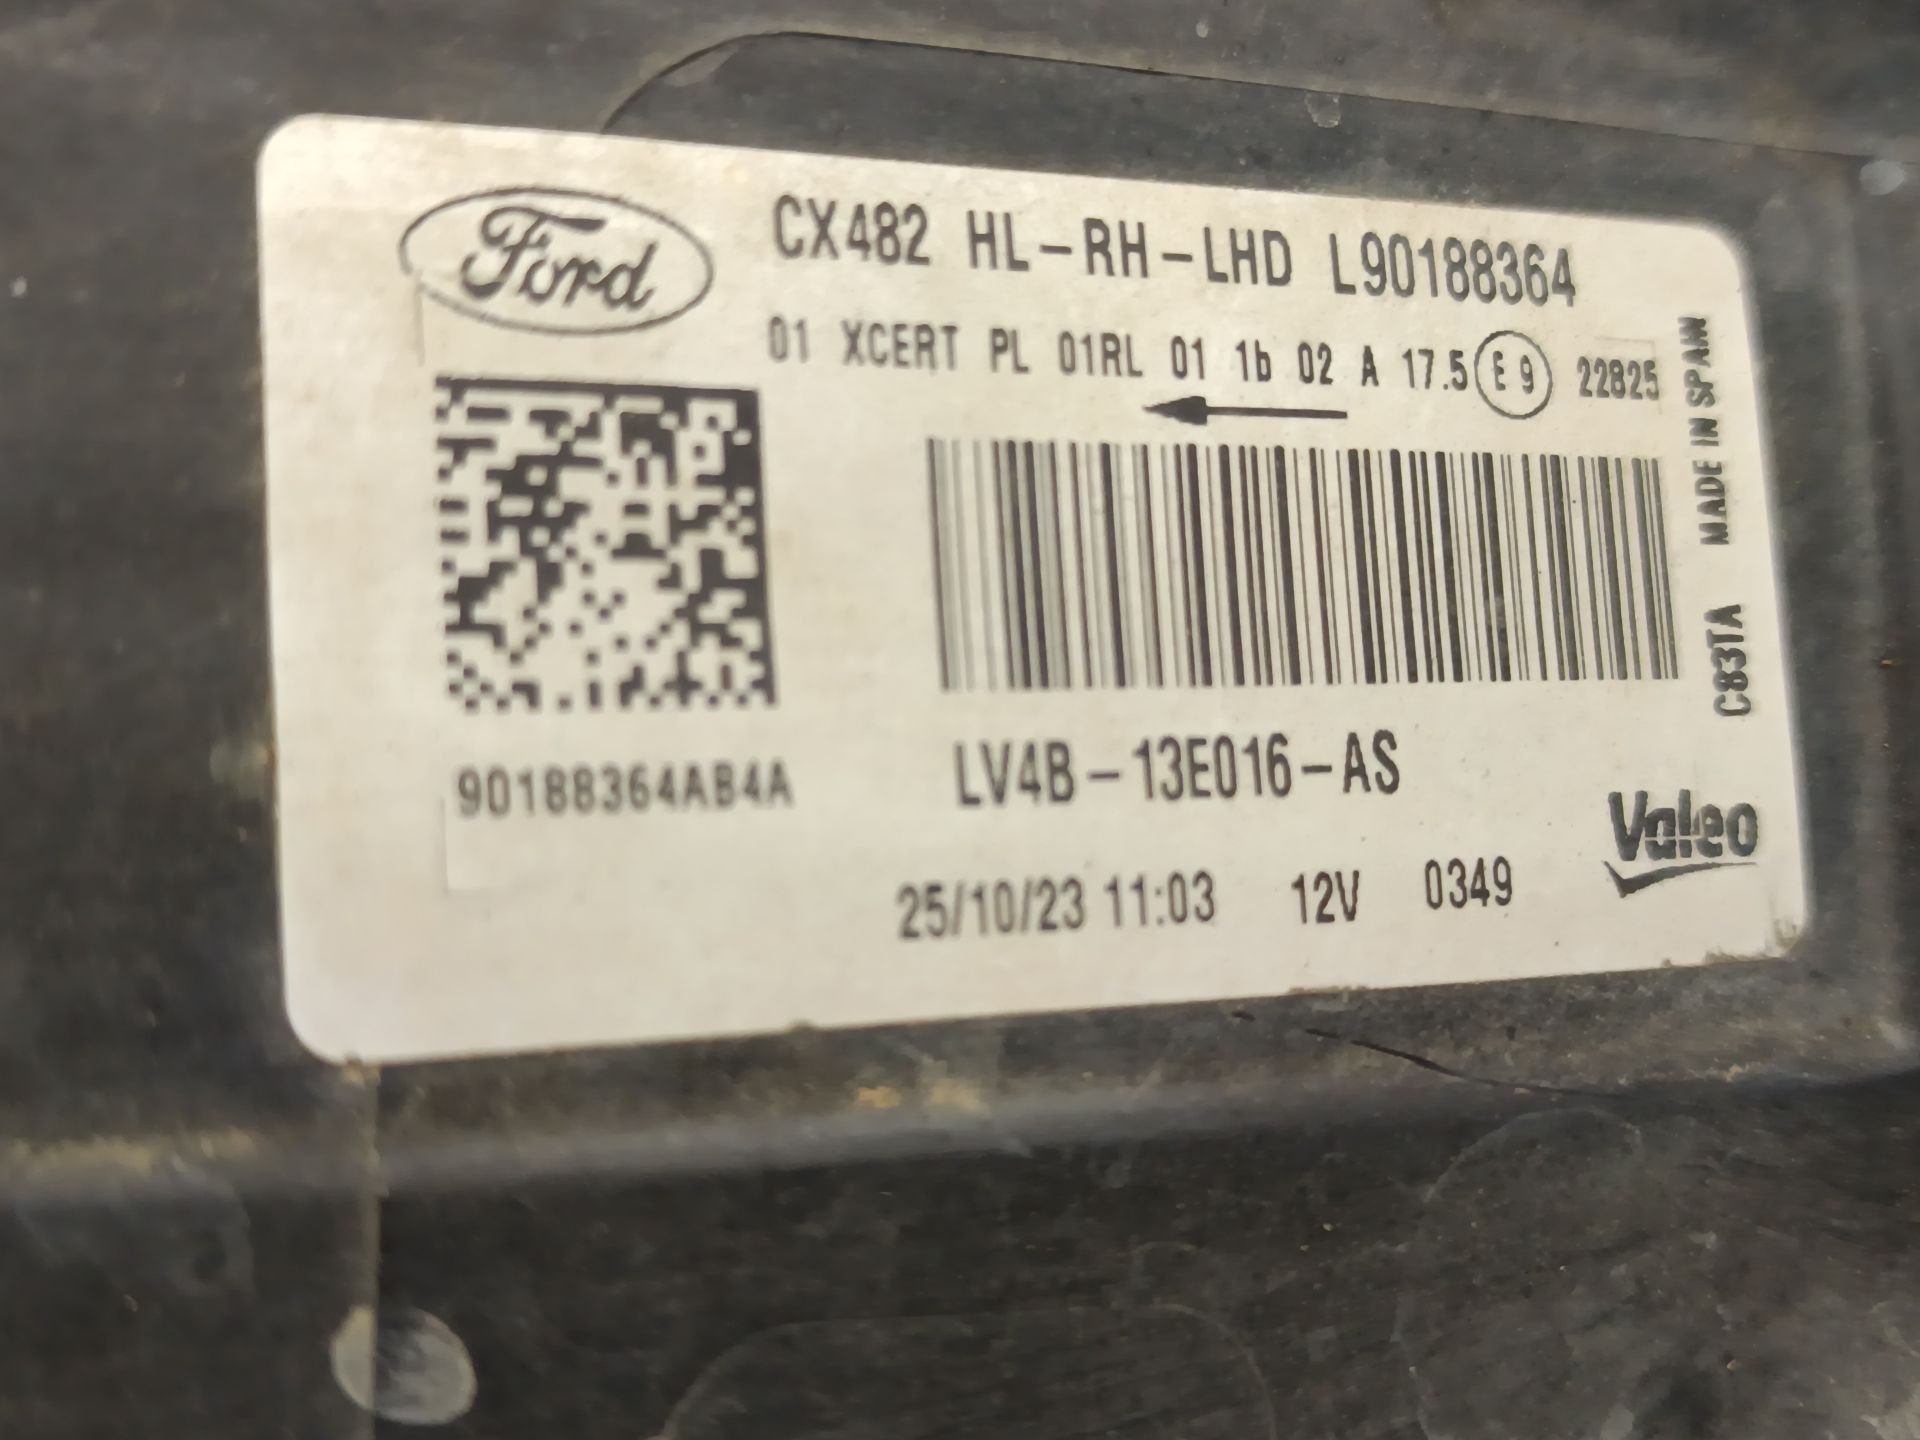 Ford
CX482 HL-RH-LHD L90188364
01 XCERT PL 01RL 01 1b 02 A 17.5 E 9 22825
MADE IN SPAIN
C83TA
90188364AB4A
LV4B-13E016-AS
Valeo
25/10/23 11:03 12V 0349